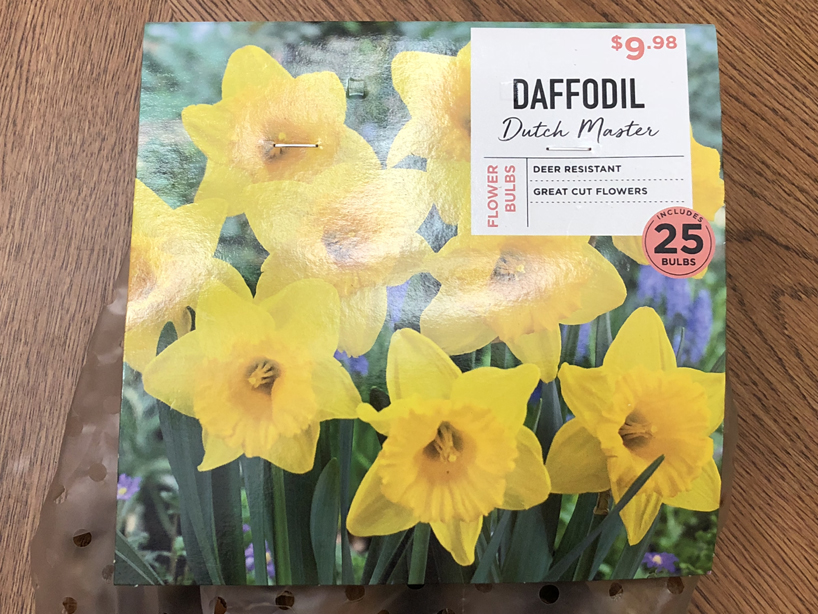 $9.98
DAFFODIL
Dutch Master
FLOWER
BULBS
DEER RESISTANT
GREAT CUT FLOWERS
INCLUDES
25
BULBS